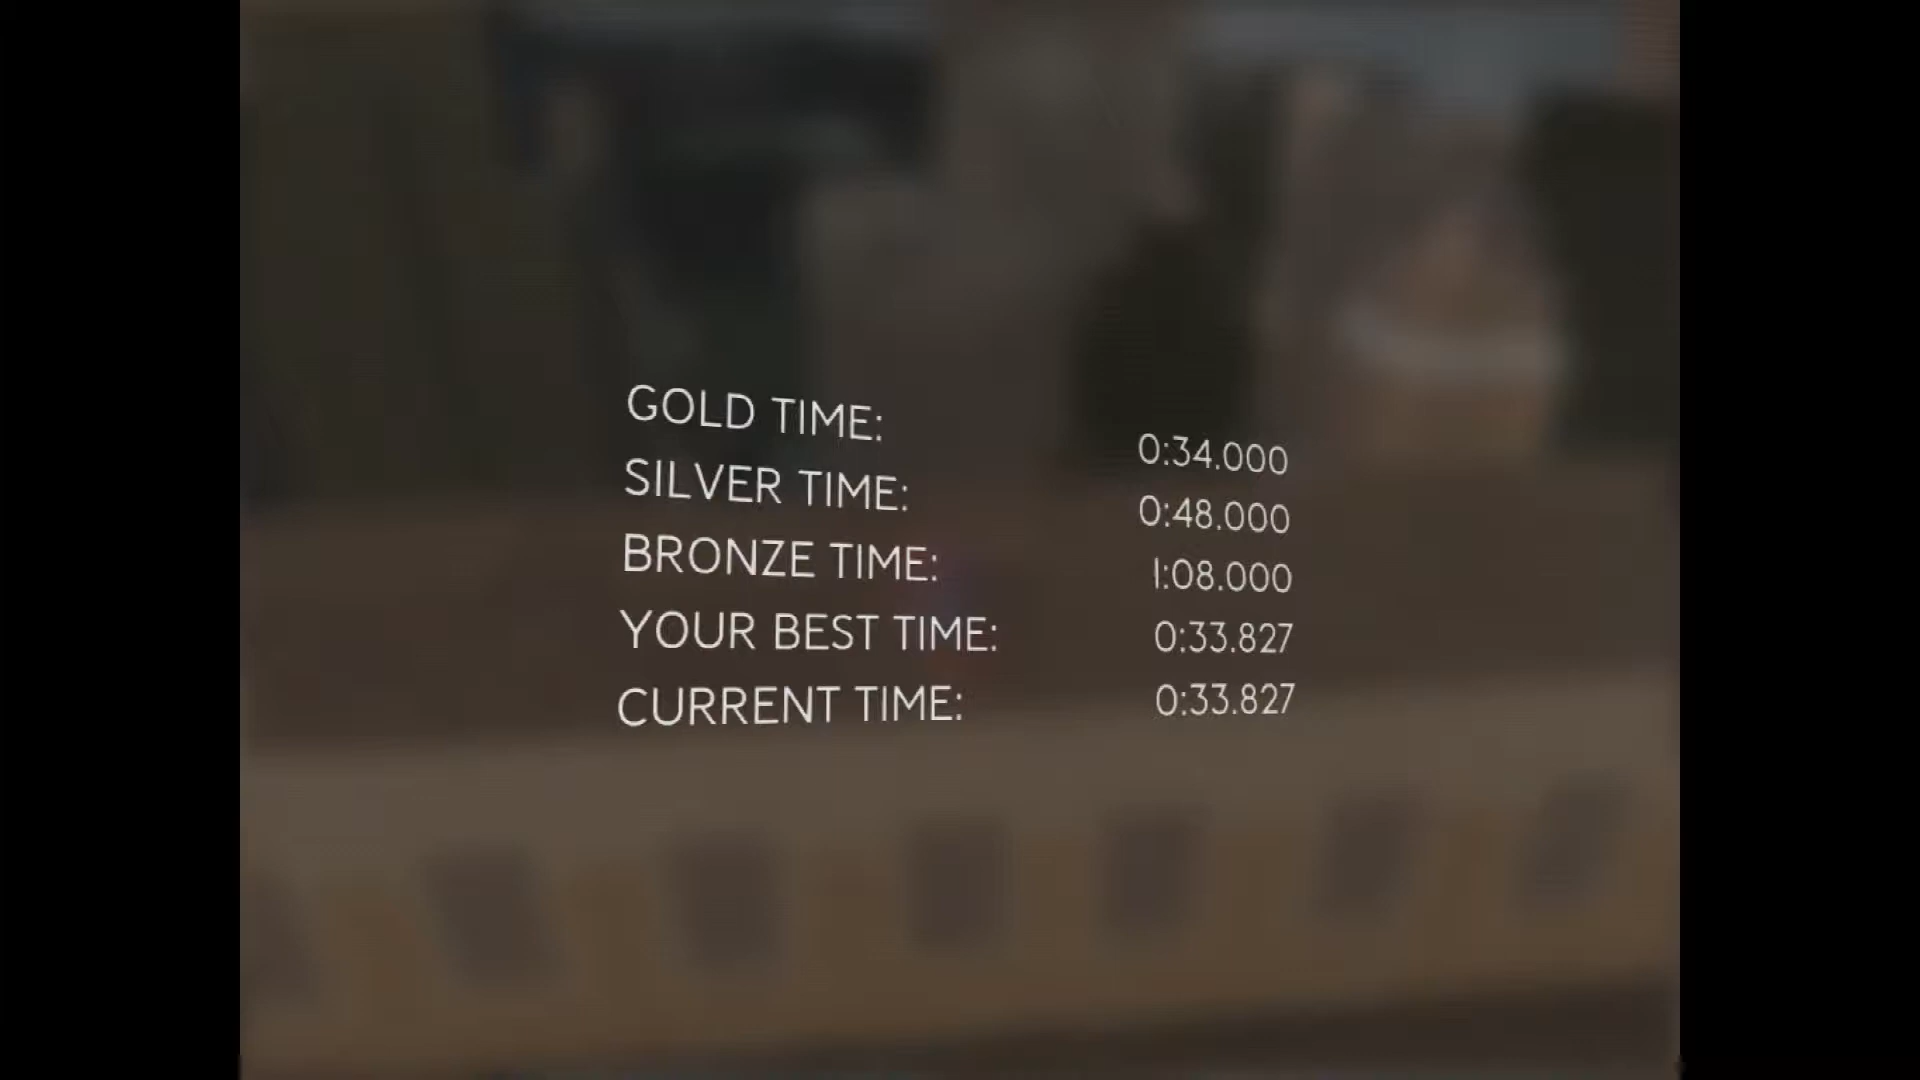 GOLD TIME: 0:34.000
SILVER TIME: 0:48.000
BRONZE TIME: 1:08.000
YOUR BEST TIME: 0:33.827
CURRENT TIME: 0:33.827